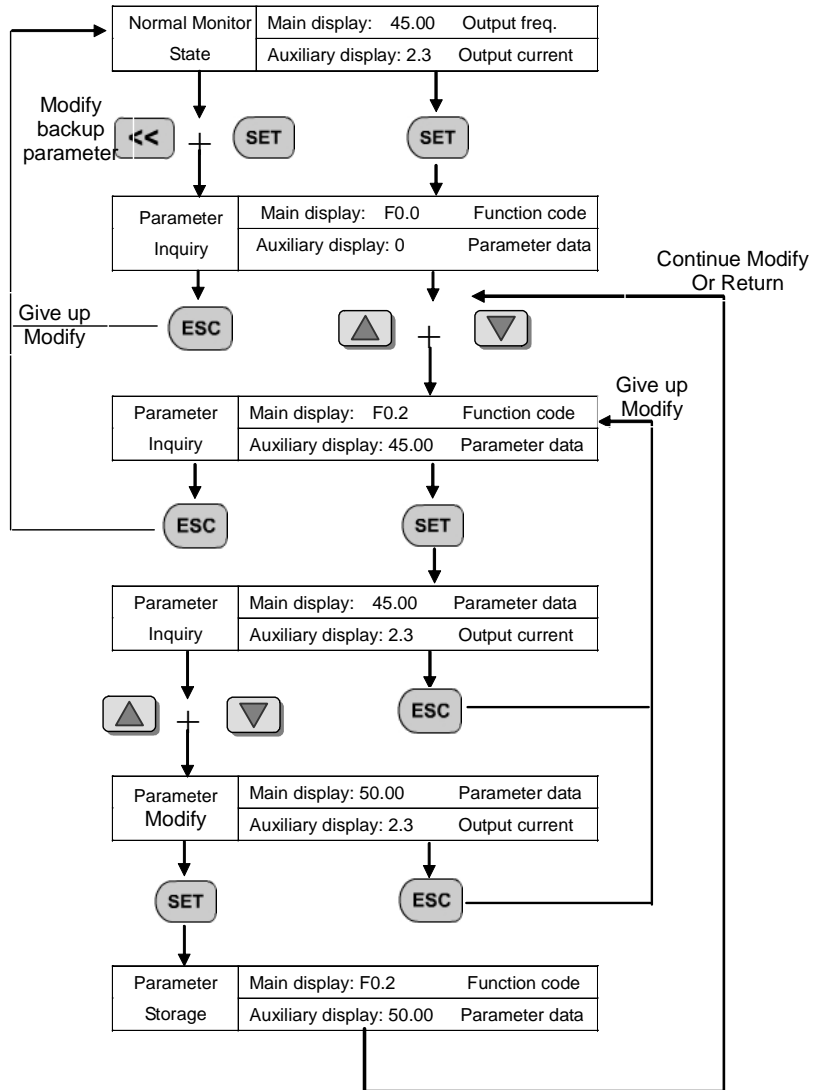 Normal Monitor State
Main display: 45.00 Output freq.
Auxiliary display: 2.3 Output current
Modify backup parameter
<< + SET
SET
Parameter Inquiry
Main display: F0.0 Function code
Auxiliary display: 0 Parameter data
Continue Modify Or Return
Give up Modify
ESC
+
Give up Modify
Parameter Inquiry
Main display: F0.2 Function code
Auxiliary display: 45.00 Parameter data
ESC
SET
Parameter Inquiry
Main display: 45.00 Parameter data
Auxiliary display: 2.3 Output current
+
ESC
Parameter Modify
Main display: 50.00 Parameter data
Auxiliary display: 2.3 Output current
SET
ESC
Parameter Storage
Main display: F0.2 Function code
Auxiliary display: 50.00 Parameter data